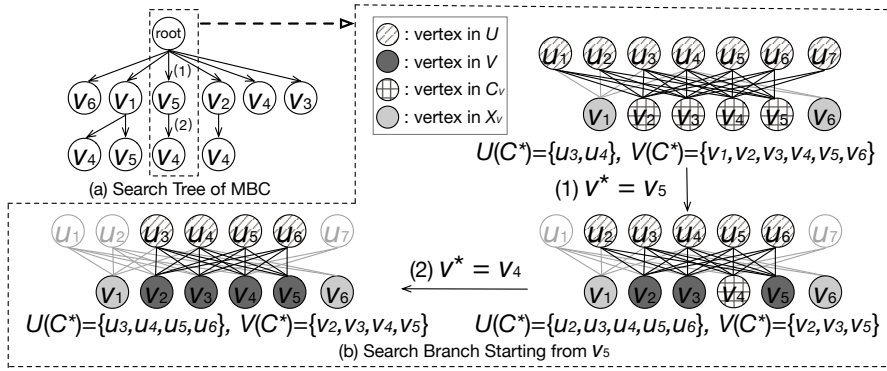 root
(1)
v6 v1 v5 v2 v4 v3
(2)
v4 v5 v4 v4
(a) Search Tree of MBC
: vertex in U
: vertex in V
: vertex in Cv
: vertex in Xv
u1 u2 u3 u4 u5 u6 u7
v1 v2 v3 v4 v5 v6
U(C*)={u3,u4}, V(C*)={v1,v2,v3,v4,v5,v6}
(1) v* = v5
u1 u2 u3 u4 u5 u6 u7
v1 v2 v3 v4 v5 v6
U(C*)={u3,u4,u5,u6}, V(C*)={v2,v3,v4,v5}
(2) v* = v4
u1 u2 u3 u4 u5 u6 u7
v1 v2 v3 v4 v5 v6
U(C*)={u2,u3,u4,u5,u6}, V(C*)={v2,v3,v5}
(b) Search Branch Starting from v5